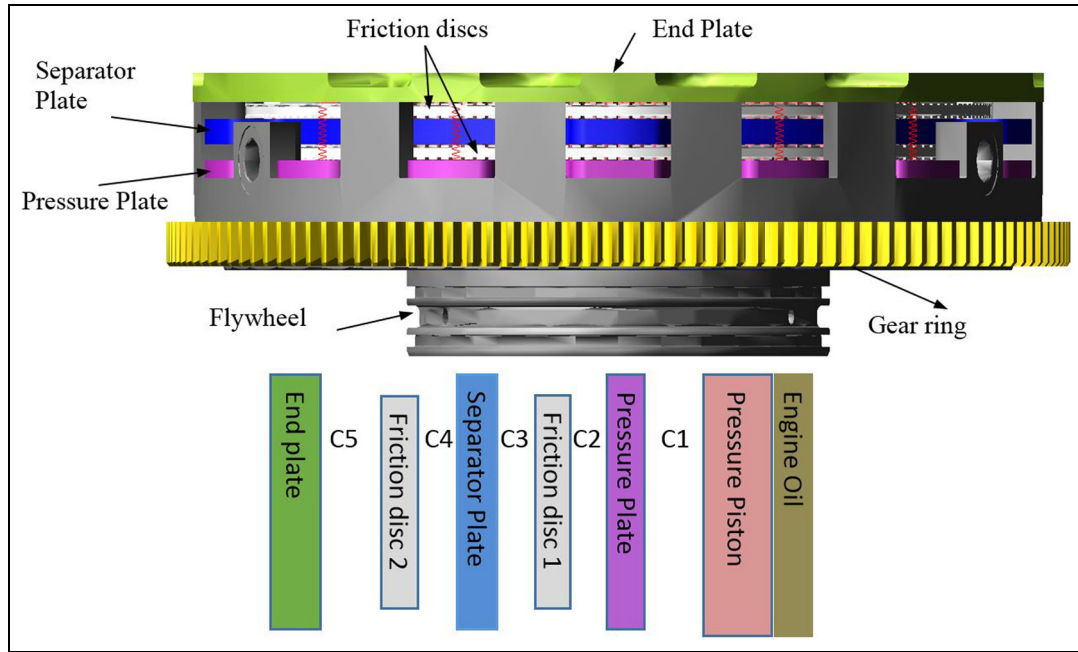 Friction discs
End Plate
Separator
Plate
Pressure Plate
Flywheel
Gear ring
End plate
C5
Friction disc 2
C4
Separator Plate
C3
Friction disc 1
C2
Pressure Plate
C1
Pressure Piston
Engine Oil